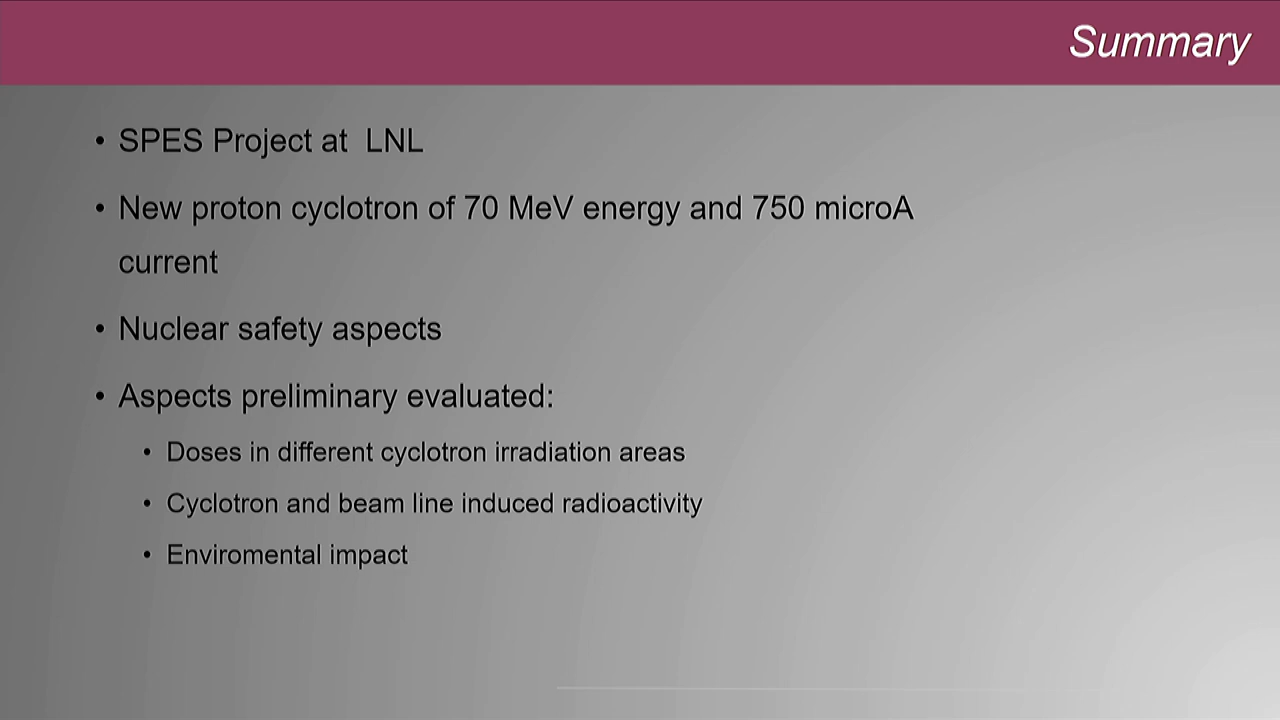 Summary
• SPES Project at LNL
• New proton cyclotron of 70 MeV energy and 750 microA
current
• Nuclear safety aspects
• Aspects preliminary evaluated:
• Doses in different cyclotron irradiation areas
• Cyclotron and beam line induced radioactivity
• Enviromental impact